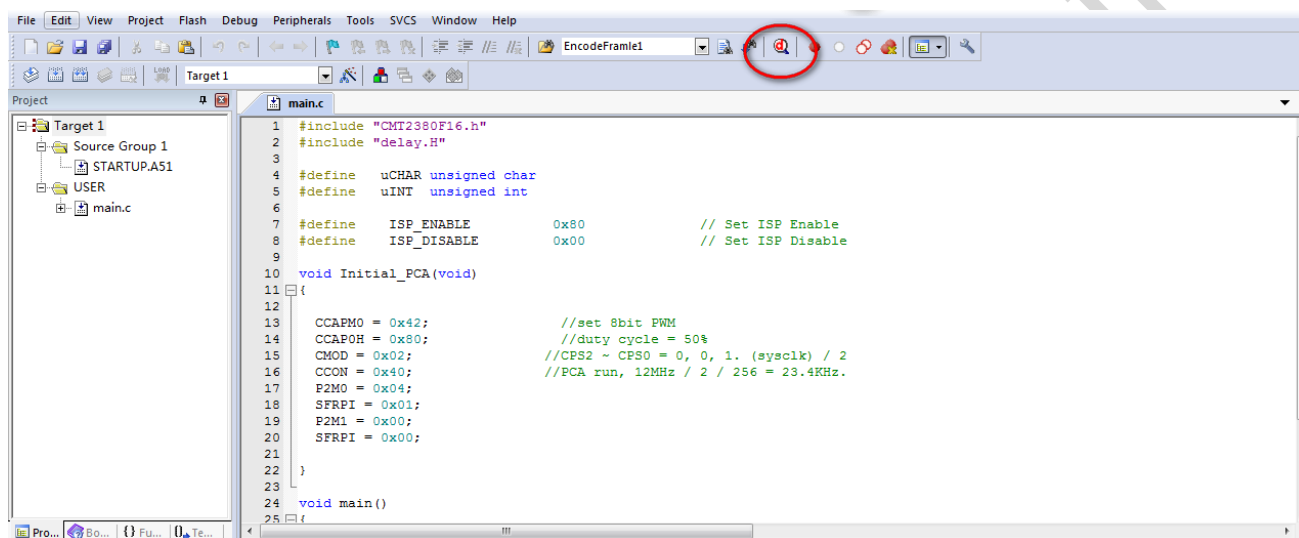 File Edit View Project Flash Debug Peripherals Tools SVCS Window Help
EncodeFramle1
Target 1
Project
main.c
Target 1
Source Group 1
STARTUP.A51
USER
main.c
1 #include "CMT2380F16.h"
2 #include "delay.H"
3
4 #define uCHAR unsigned char
5 #define uINT unsigned int
6
7 #define ISP_ENABLE 0x80 // Set ISP Enable
8 #define ISP_DISABLE 0x00 // Set ISP Disable
9
10 void Initial_PCA(void)
11 {
12
13 CCAPM0 = 0x42; //set 8bit PWM
14 CCAP0H = 0x80; //duty cycle = 50%
15 CMOD = 0x02; //CPS2 ~ CPS0 = 0, 0, 1. (sysclk) / 2
16 CCON = 0x40; //PCA run, 12MHz / 2 / 256 = 23.4KHz.
17 P2M0 = 0x04;
18 SFRPI = 0x01;
19 P2M1 = 0x00;
20 SFRPI = 0x00;
21
22 }
23
24 void main()
25 {
Pro... Bo... {} Fu... 0 Te...